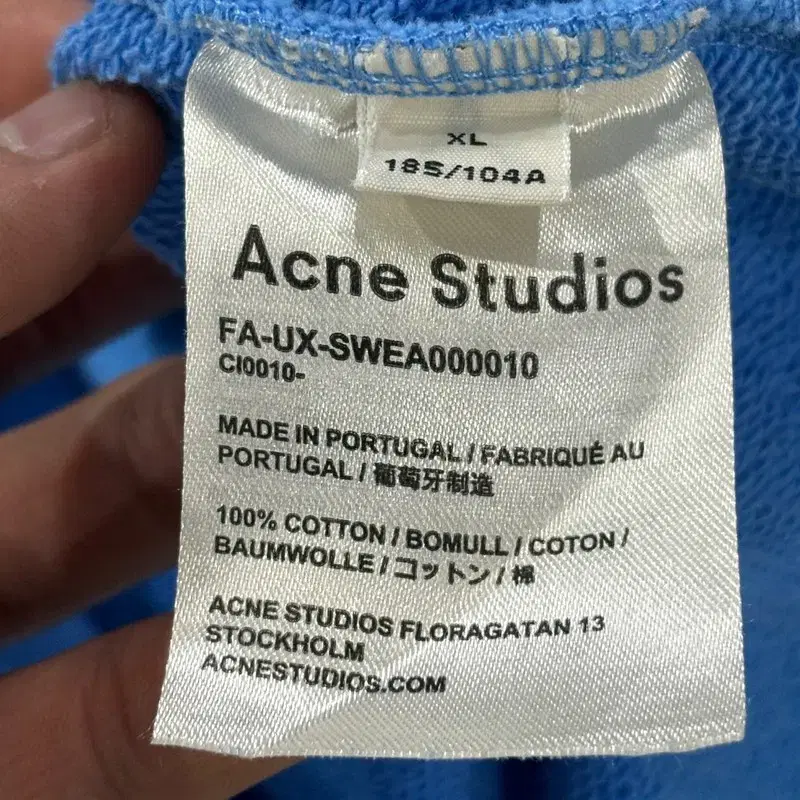 XL
185/104A
Acne Studios
FA-UX-SWEA000010
CI0010-
MADE IN PORTUGAL / FABRIQUÉ AU
PORTUGAL / 葡萄牙制造
100% COTTON / BOMULL / COTON /
BAUMWOLLE / コットン / 棉
ACNE STUDIOS FLORAGATAN 13
STOCKHOLM
ACNESTUDIOS.COM